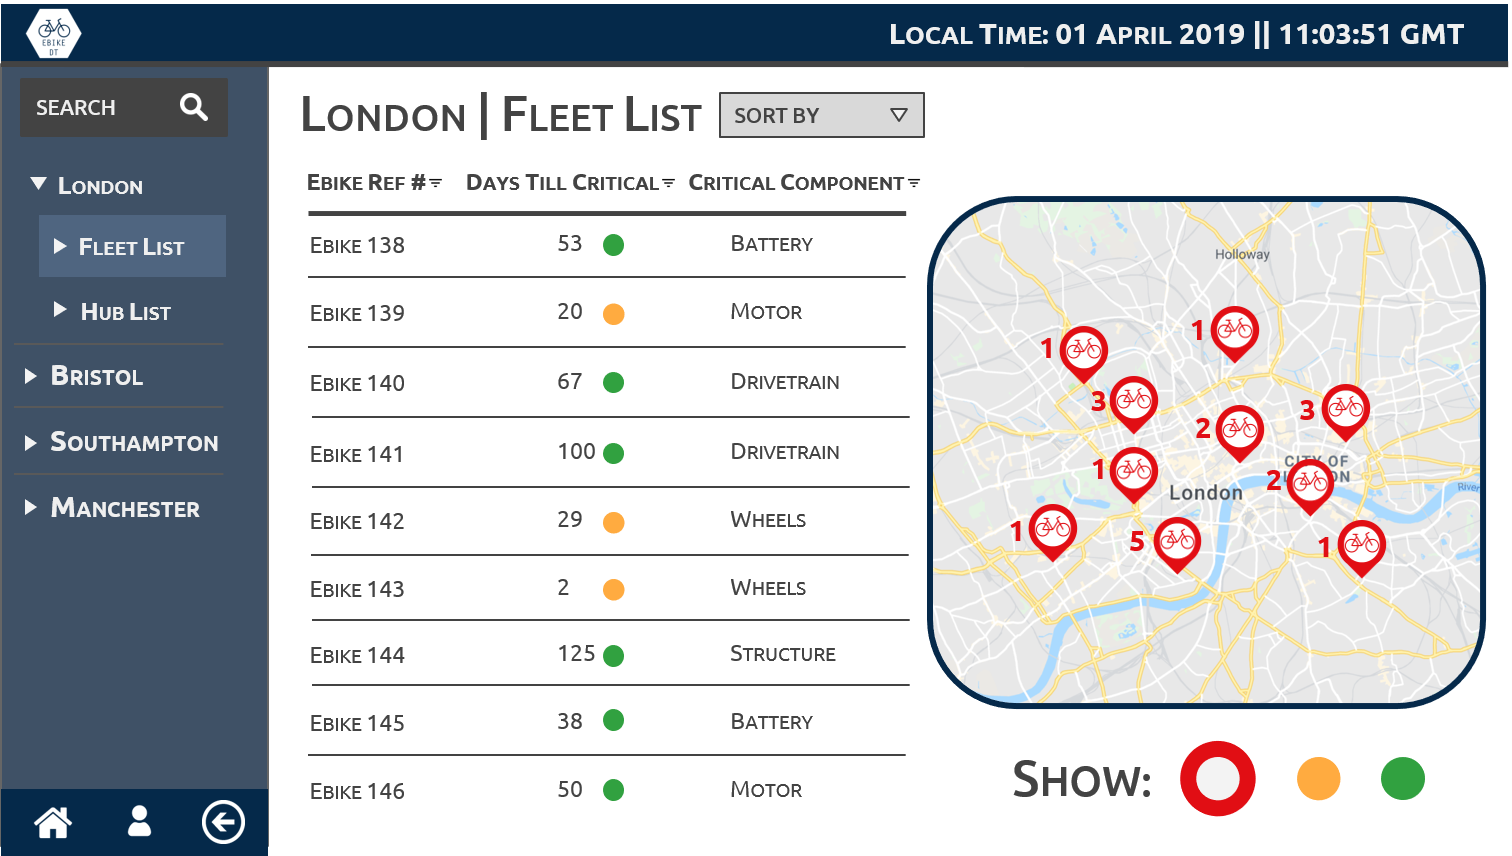 EBIKE
DT
LOCAL TIME: 01 APRIL 2019 || 11:03:51 GMT
SEARCH
LONDON
FLEET LIST
HUB LIST
BRISTOL
SOUTHAMPTON
MANCHESTER
LONDON | FLEET LIST
SORT BY
EBIKE REF # DAYS TILL CRITICAL CRITICAL COMPONENT
EBIKE 138 53 BATTERY
EBIKE 139 20 MOTOR
EBIKE 140 67 DRIVETRAIN
EBIKE 141 100 DRIVETRAIN
EBIKE 142 29 WHEELS
EBIKE 143 2 WHEELS
EBIKE 144 125 STRUCTURE
EBIKE 145 38 BATTERY
EBIKE 146 50 MOTOR
Holloway
1
1
3
3
2
CITY OF
1
2
London
River
1
5
1
SHOW: